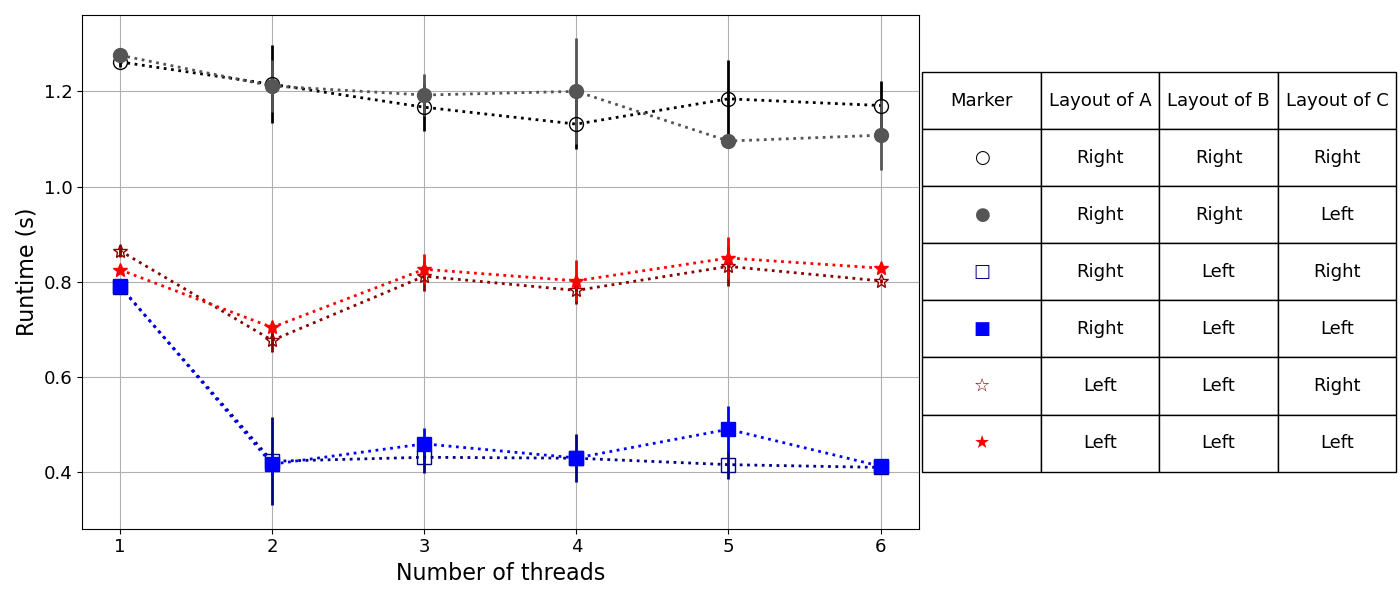 Runtime (s)
1.2
1.0
0.8
0.6
0.4
1 2 3 4 5 6
Number of threads
Marker Layout of A Layout of B Layout of C
○ Right Right Right
● Right Right Left
□ Right Left Right
■ Right Left Left
☆ Left Left Right
★ Left Left Left